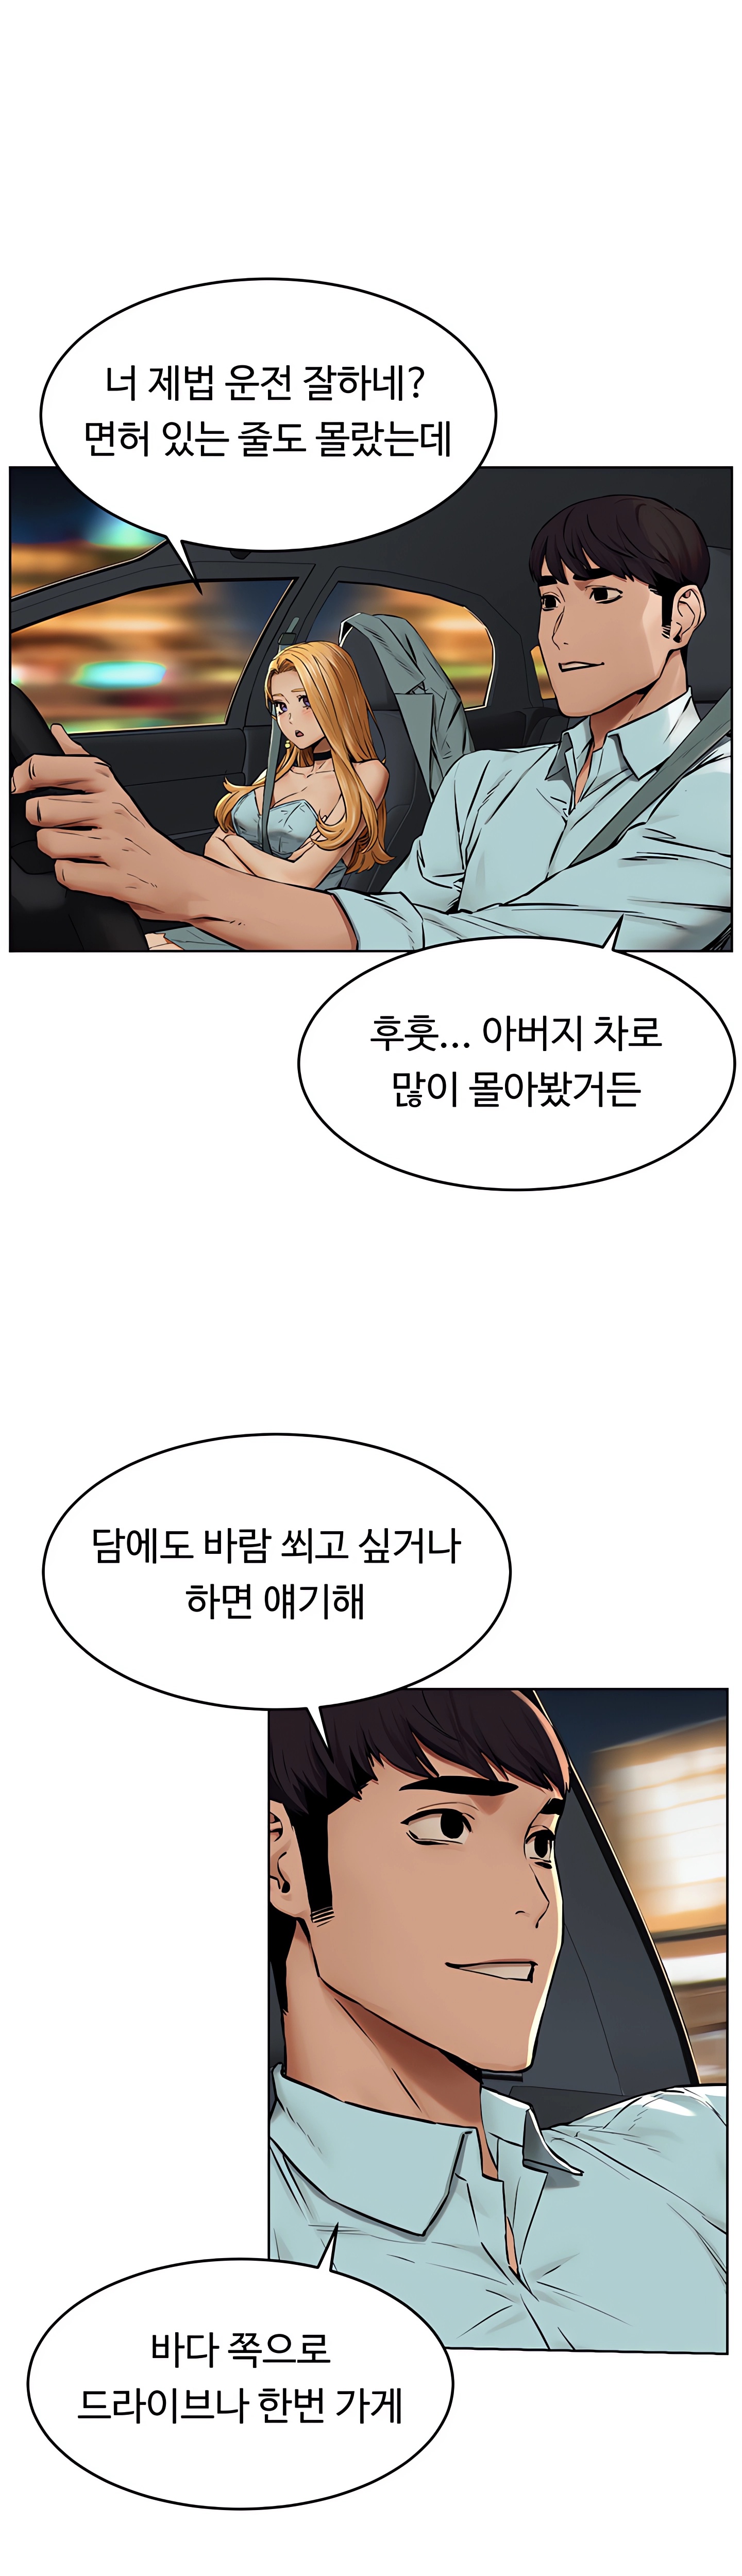 너 제법 운전 잘하네?
면허 있는 줄도 몰랐는데
후훗... 아버지 차로
많이 몰아봤거든
담에도 바람 쐬고 싶거나
하면 얘기해
바다 쪽으로
드라이브나 한번 가게